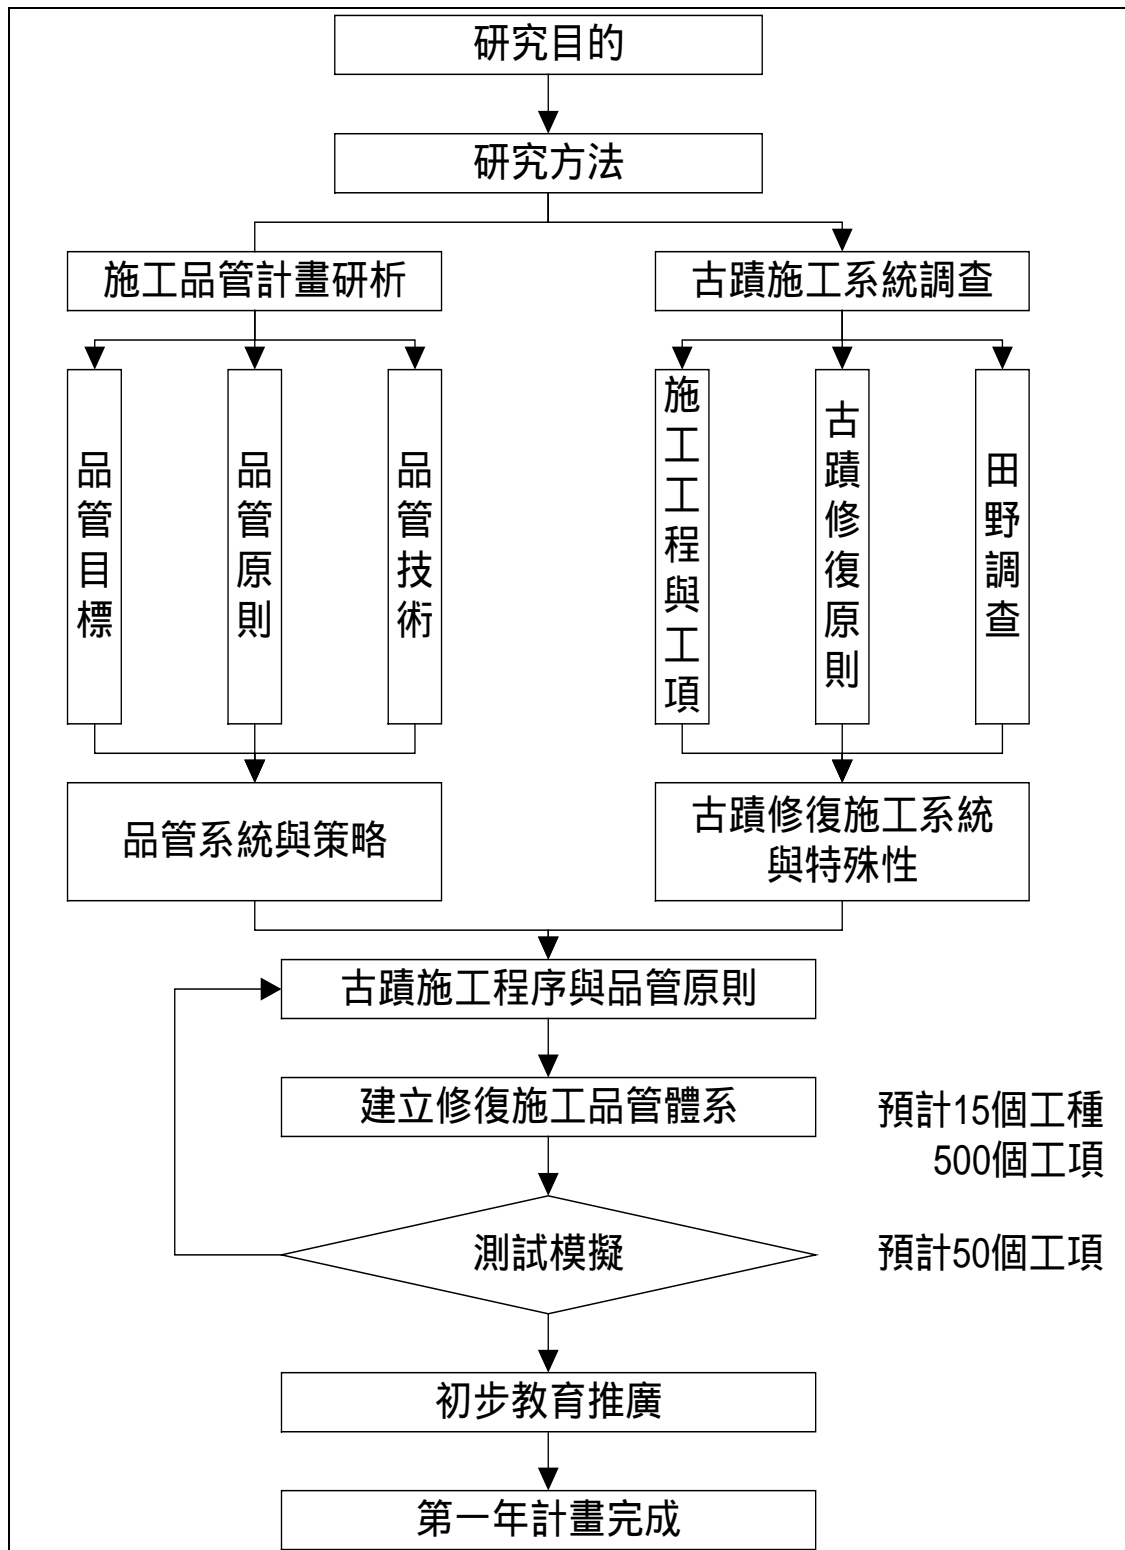 研究目的
研究方法
施工品管計畫研析
古蹟施工系統調查
品管目標
品管原則
品管技術
施工工程與工項
古蹟修復原則
田野調查
品管系統與策略
古蹟修復施工系統
與特殊性
古蹟施工程序與品管原則
建立修復施工品管體系
預計15個工種
500個工項
測試模擬
預計50個工項
初步教育推廣
第一年計畫完成